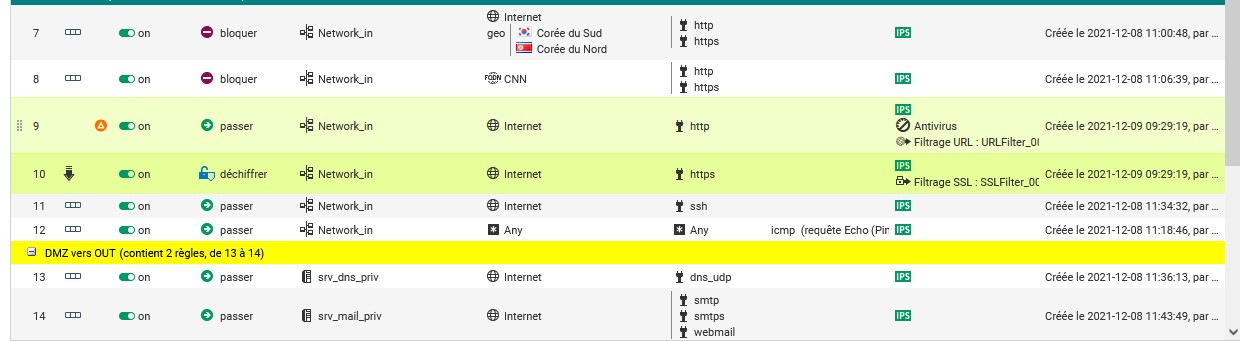 7 on bloquer Network_in Internet geo Corée du Sud Corée du Nord http https IPS Créée le 2021-12-08 11:00:48, par ...
8 on bloquer Network_in FQDN CNN http https IPS Créée le 2021-12-08 11:06:39, par ...
9 on passer Network_in Internet http IPS Antivirus Filtrage URL : URLFilter_00 Créée le 2021-12-09 09:29:19, par ...
10 on déchiffrer Network_in Internet https IPS Filtrage SSL : SSLFilter_00 Créée le 2021-12-09 09:29:19, par ...
11 on passer Network_in Internet ssh IPS Créée le 2021-12-08 11:34:32, par ...
12 on passer Network_in Any Any icmp (requête Echo (Pin IPS Créée le 2021-12-08 11:18:46, par ...
DMZ vers OUT (contient 2 règles, de 13 à 14)
13 on passer srv_dns_priv Internet dns_udp IPS Créée le 2021-12-08 11:36:13, par ...
14 on passer srv_mail_priv Internet smtp smtps webmail IPS Créée le 2021-12-08 11:43:49, par ...